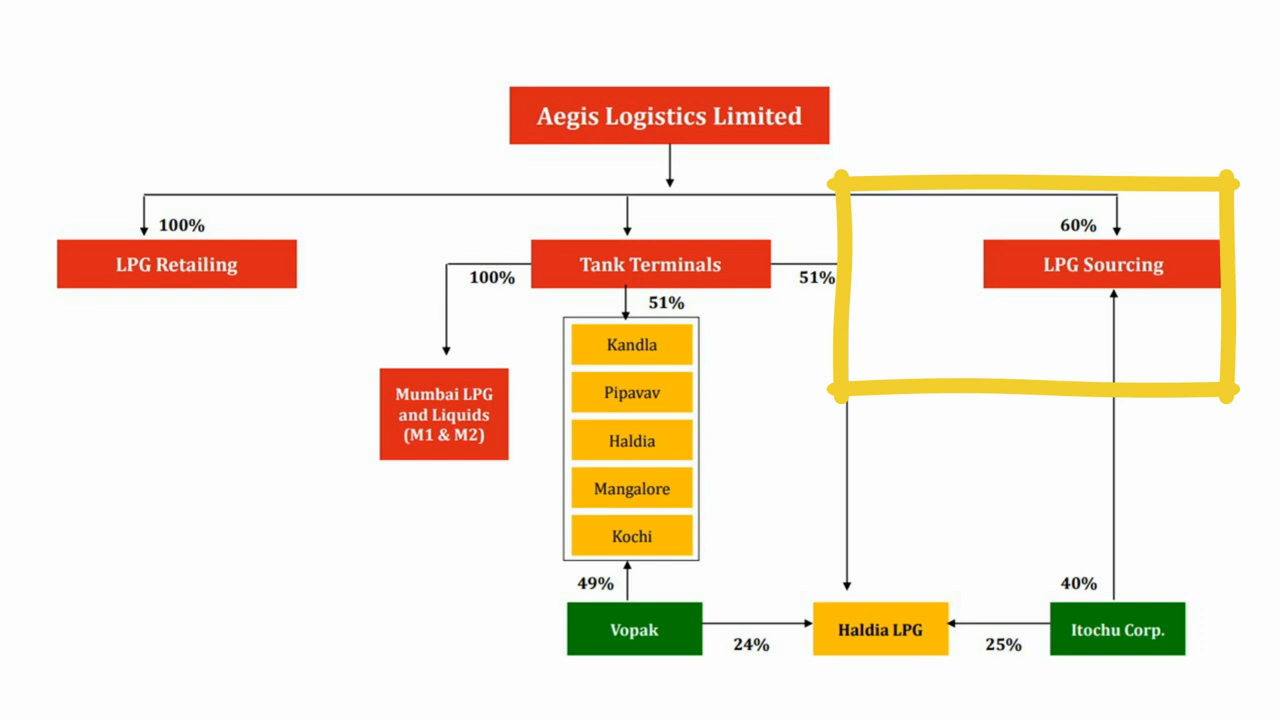 Aegis Logistics Limited
100%
60%
LPG Retailing
Tank Terminals
LPG Sourcing
100%
51%
51%
Kandla
Mumbai LPG
and Liquids
(M1 & M2)
Pipavav
Haldia
Mangalore
Kochi
49%
40%
Vopak
Haldia LPG
Itochu Corp.
24%
25%